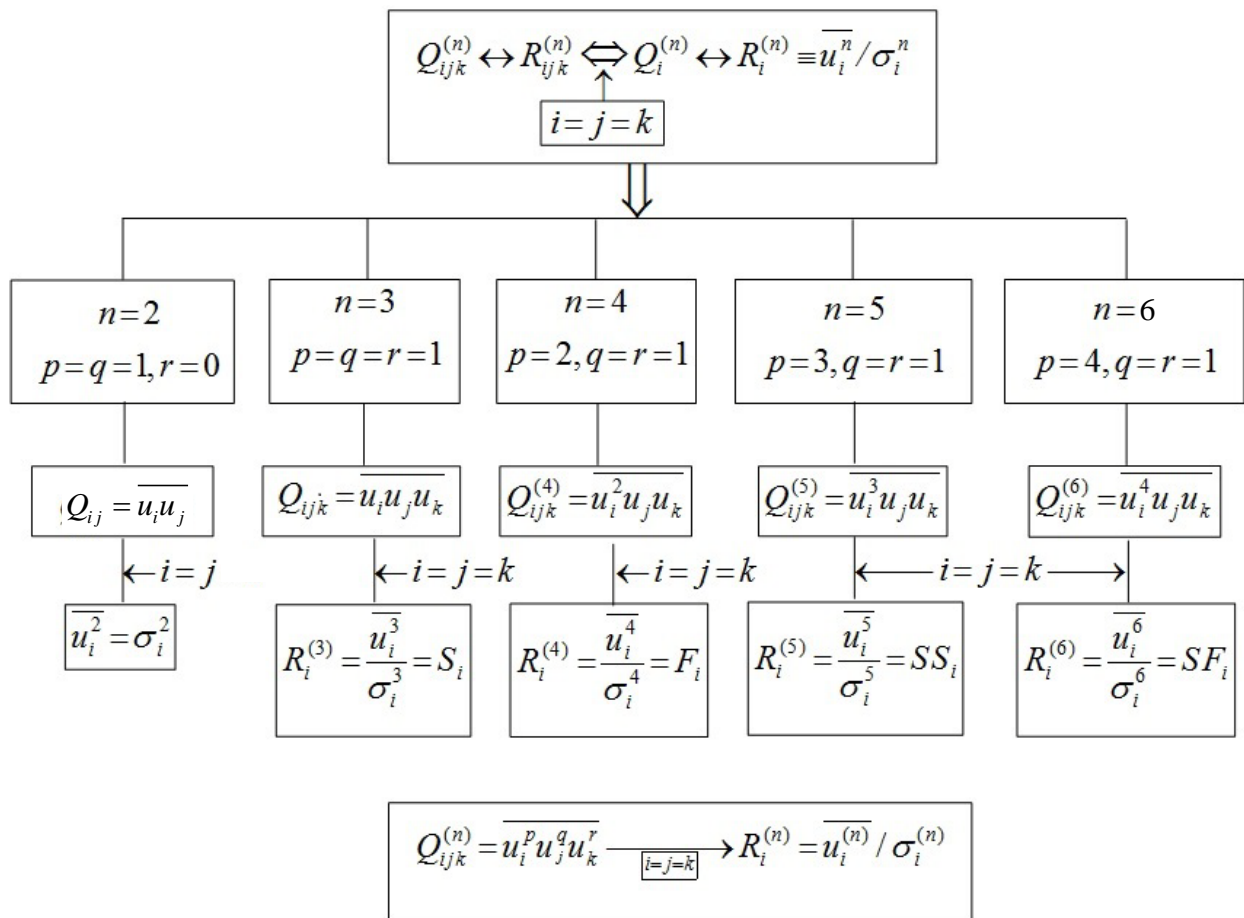 Q_{ijk}^{(n)} ↔ R_{ijk}^{(n)} ⇔ Q_i^{(n)} ↔ R_i^{(n)} ≡ \overline{u_i^n}/σ_i^n
i = j = k
n = 2
p = q = 1, r = 0
n = 3
p = q = r = 1
n = 4
p = 2, q = r = 1
n = 5
p = 3, q = r = 1
n = 6
p = 4, q = r = 1
Q_{ij} = \overline{u_i u_j}
Q_{ijk} = \overline{u_i u_j u_k}
Q_{ijk}^{(4)} = \overline{u_i^2 u_j u_k}
Q_{ijk}^{(5)} = \overline{u_i^3 u_j u_k}
Q_{ijk}^{(6)} = \overline{u_i^4 u_j u_k}
← i = j
← i = j = k
← i = j = k
← i = j = k →
\overline{u_i^2} = σ_i^2
R_i^{(3)} = \frac{\overline{u_i^3}}{σ_i^3} = S_i
R_i^{(4)} = \frac{\overline{u_i^4}}{σ_i^4} = F_i
R_i^{(5)} = \frac{\overline{u_i^5}}{σ_i^5} = SS_i
R_i^{(6)} = \frac{\overline{u_i^6}}{σ_i^6} = SF_i
Q_{ijk}^{(n)} = \overline{u_i^p u_j^q u_k^r} → R_i^{(n)} = \overline{u_i^{(n)}} / σ_i^{(n)}
i=j=k